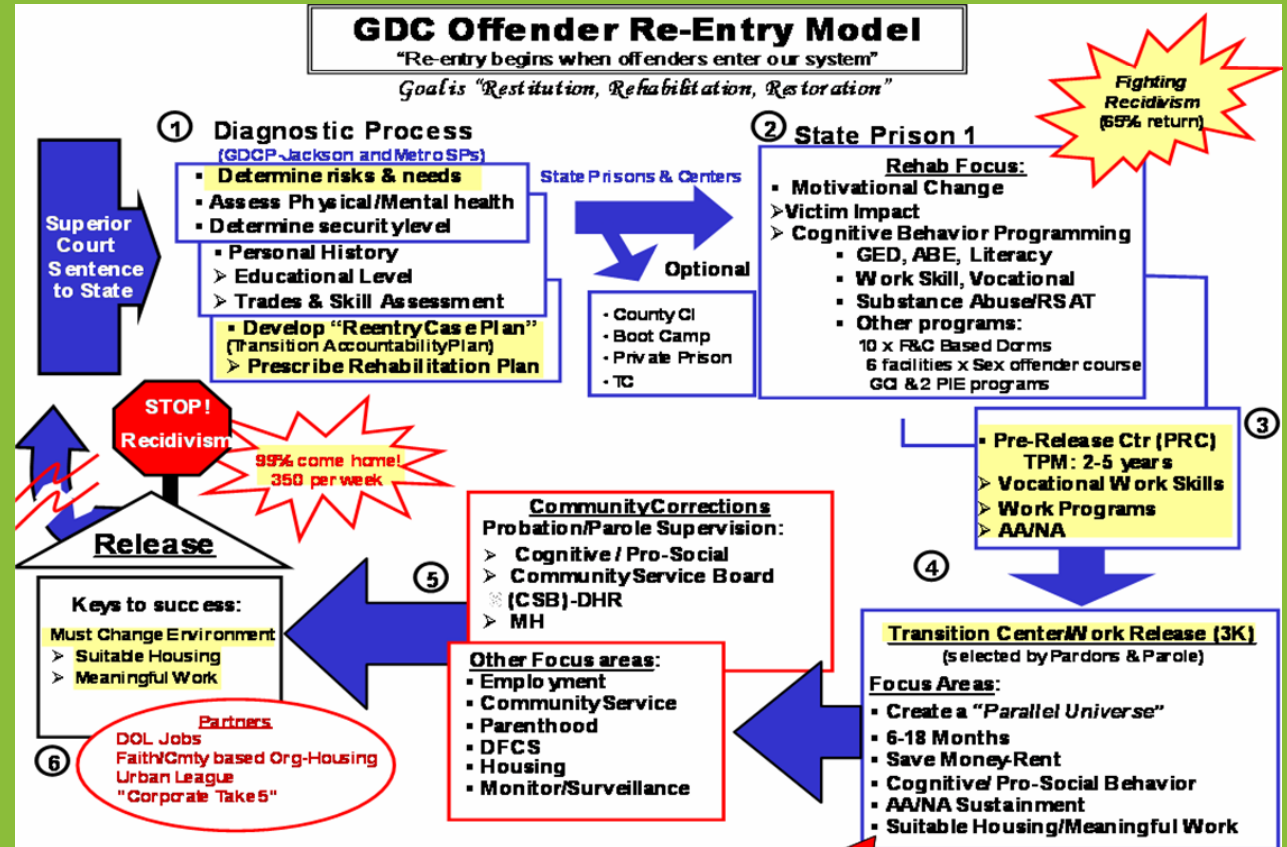 GDC Offender Re-Entry Model
"Re-entry begins when offenders enter our system"
Goal is "Restitution, Rehabilitation, Restoration"
Fighting
Recidivism
(65% return)
Superior
Court
Sentence
to State
1
Diagnostic Process
(GDCP-Jackson and Metro SPs)
▪ Determine risks & needs
▪ Assess Physical/Mental health
▪ Determine security level
▪ Personal History
➢ Educational Level
➢ Trades & Skill Assessment
▪ Develop "Reentry Case Plan"
(Transition Accountability Plan)
➢ Prescribe Rehabilitation Plan
State Prisons & Centers
Optional
• County CI
• Boot Camp
• Private Prison
• TC
2
State Prison 1
Rehab Focus:
▪ Motivational Change
➢ Victim Impact
➢ Cognitive Behavior Programming
▪ GED, ABE, Literacy
▪ Work Skill, Vocational
▪ Substance Abuse/RSAT
▪ Other programs:
10 x F&C Based Dorms
6 facilities x Sex offender course
GCI & 2 PIE programs
3
▪ Pre-Release Ctr (PRC)
TPM: 2-5 years
➢ Vocational Work Skills
➢ Work Programs
➢ AA/NA
4
Transition Center/Work Release (3K)
(selected by Pardons & Parole)
Focus Areas:
▪ Create a "Parallel Universe"
▪ 6-18 Months
▪ Save Money-Rent
▪ Cognitive/Pro-Social Behavior
▪ AA/NA Sustainment
▪ Suitable Housing/Meaningful Work
5
Community Corrections
Probation/Parole Supervision:
➢ Cognitive / Pro-Social
➢ Community Service Board
(CSB)-DHR
➢ MH
Other Focus areas:
▪ Employment
▪ Community Service
▪ Parenthood
▪ DFCS
▪ Housing
▪ Monitor/Surveillance
STOP!
Recidivism
99% come home!
350 per week
Release
Keys to success:
Must Change Environment
➢ Suitable Housing
➢ Meaningful Work
6
Partners
DOL Jobs
Faith/Cmty based Org-Housing
Urban League
"Corporate Take 5"